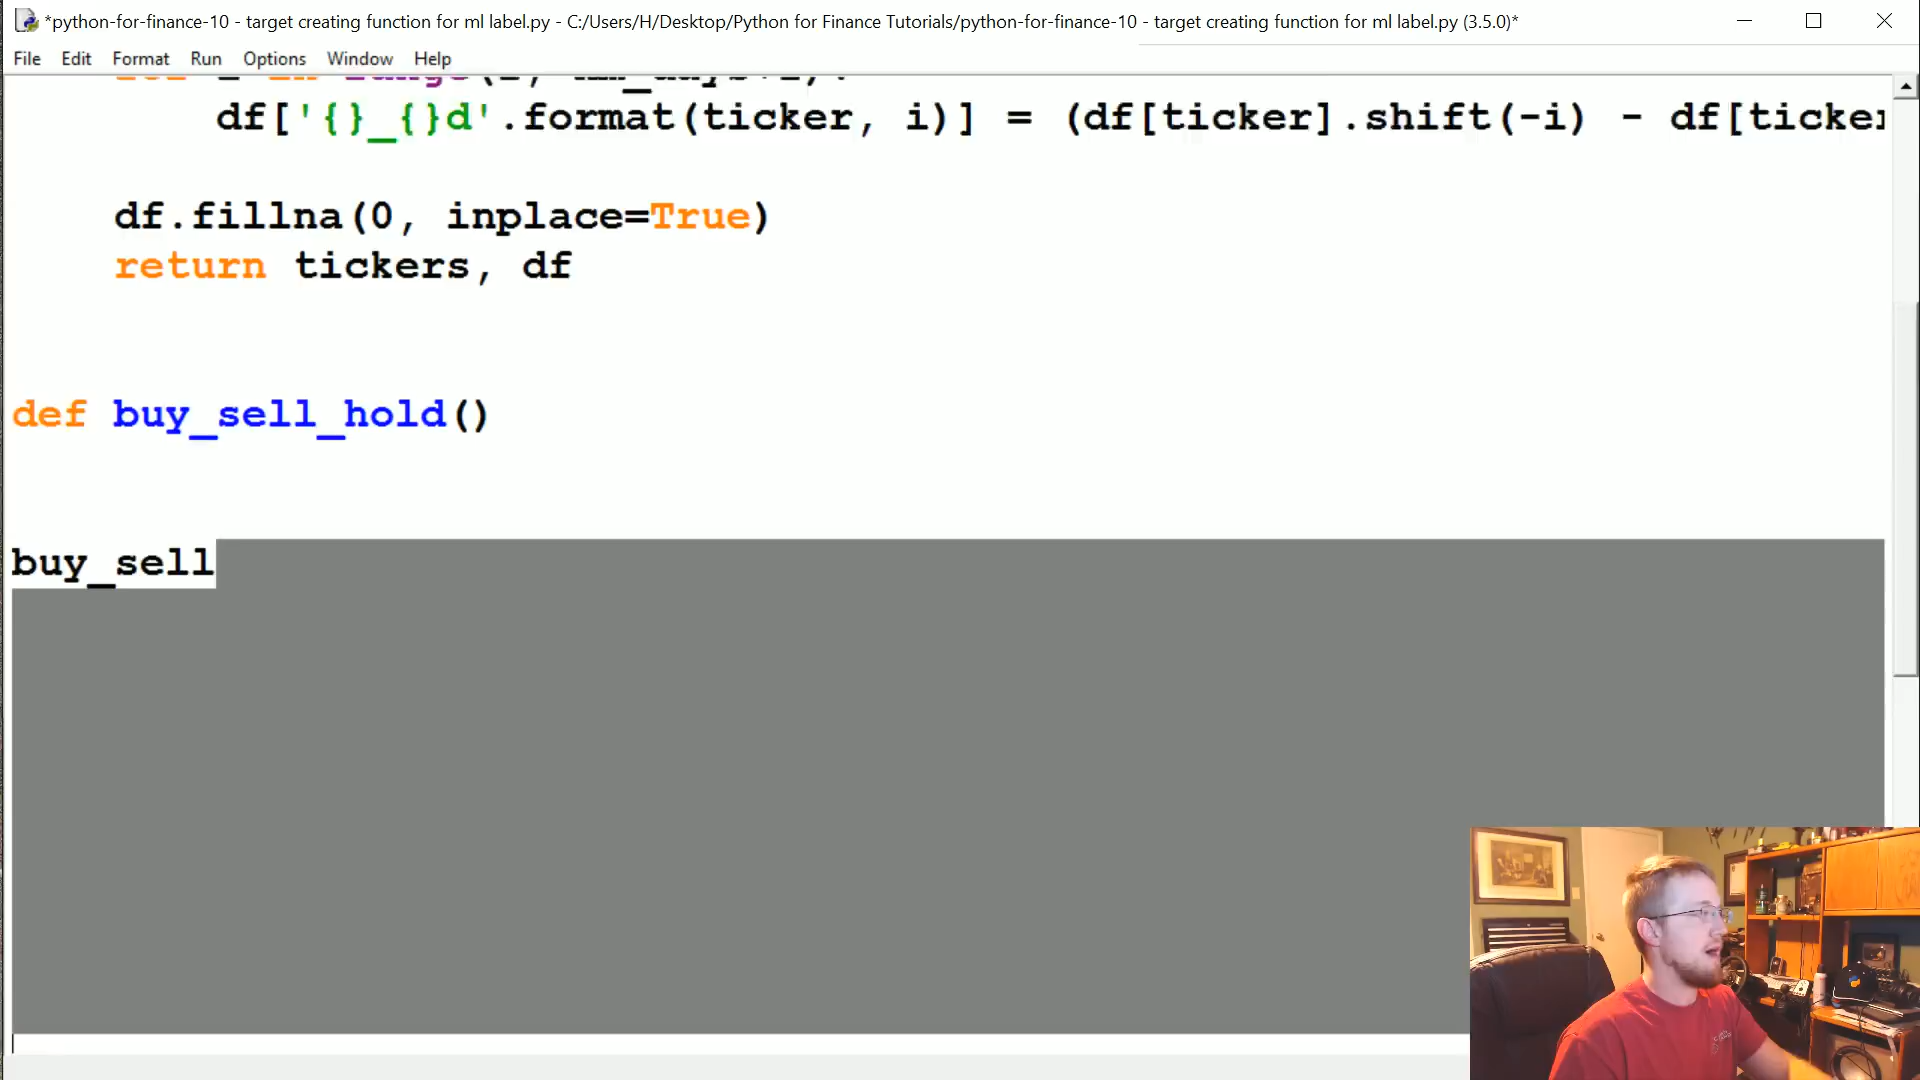 *python-for-finance-10 - target creating function for ml label.py - C:/Users/H/Desktop/Python for Finance Tutorials/python-for-finance-10 - target creating function for ml label.py (3.5.0)*
File Edit Format Run Options Window Help
df['{}_{}d'.format(ticker, i)] = (df[ticker].shift(-i) - df[ticker
df.fillna(0, inplace=True)
return tickers, df
def buy_sell_hold()
buy_sell